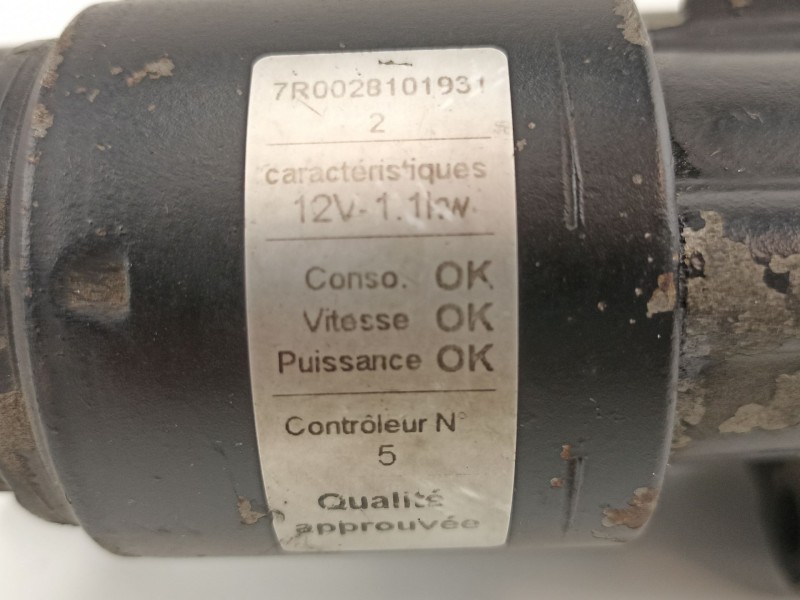 7R0028101931
2
caractéristiques
12V-1.1kw
Conso. OK
Vitesse OK
Puissance OK
Contrôleur N°
5
Qualité
approuvée